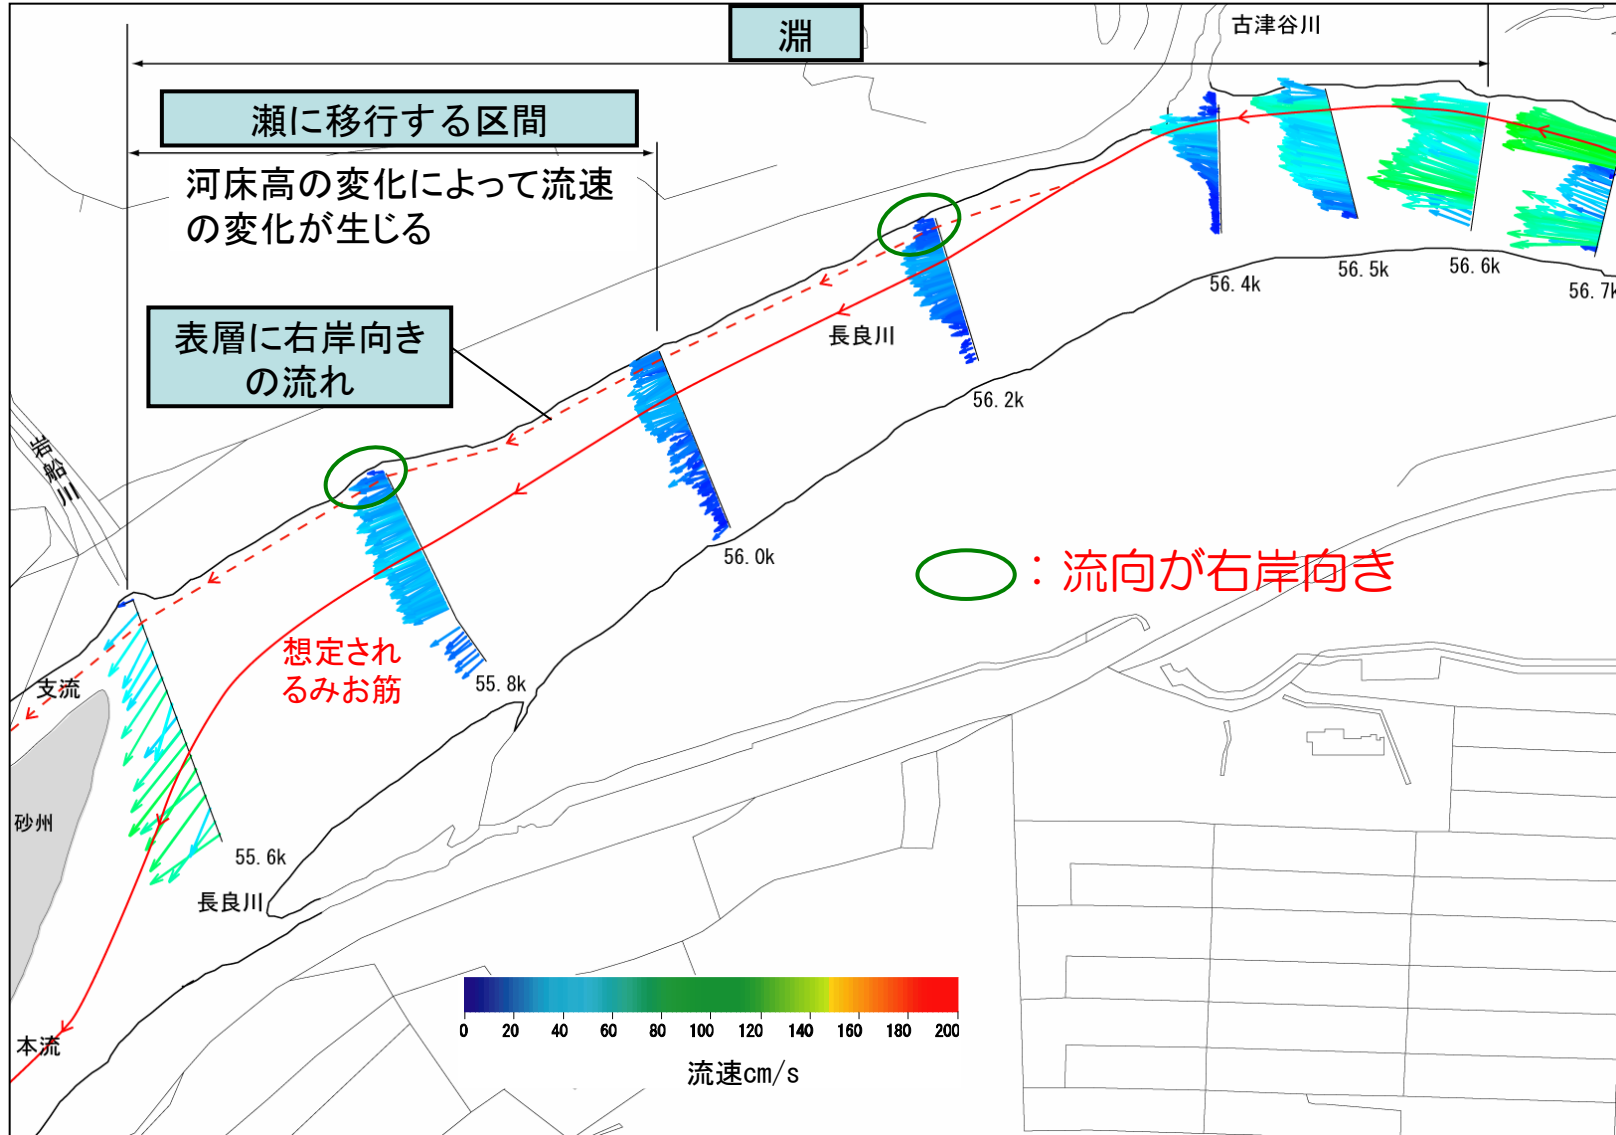 淵
古津谷川
瀬に移行する区間
河床高の変化によって流速
の変化が生じる
56.4k
56.5k
56.6k
56.7k
表層に右岸向き
の流れ
長良川
56.2k
岩船川
56.0k
：流向が右岸向き
想定され
るみお筋
55.8k
支流
砂州
55.6k
長良川
本流
0 20 40 60 80 100 120 140 160 180 200
流速cm/s